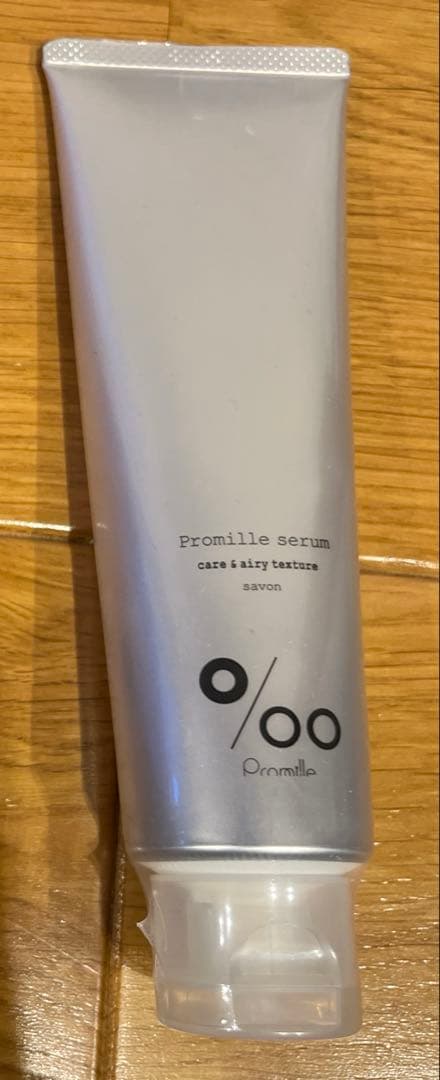 Promille serum
care & airy texture
savon
‰
Promille